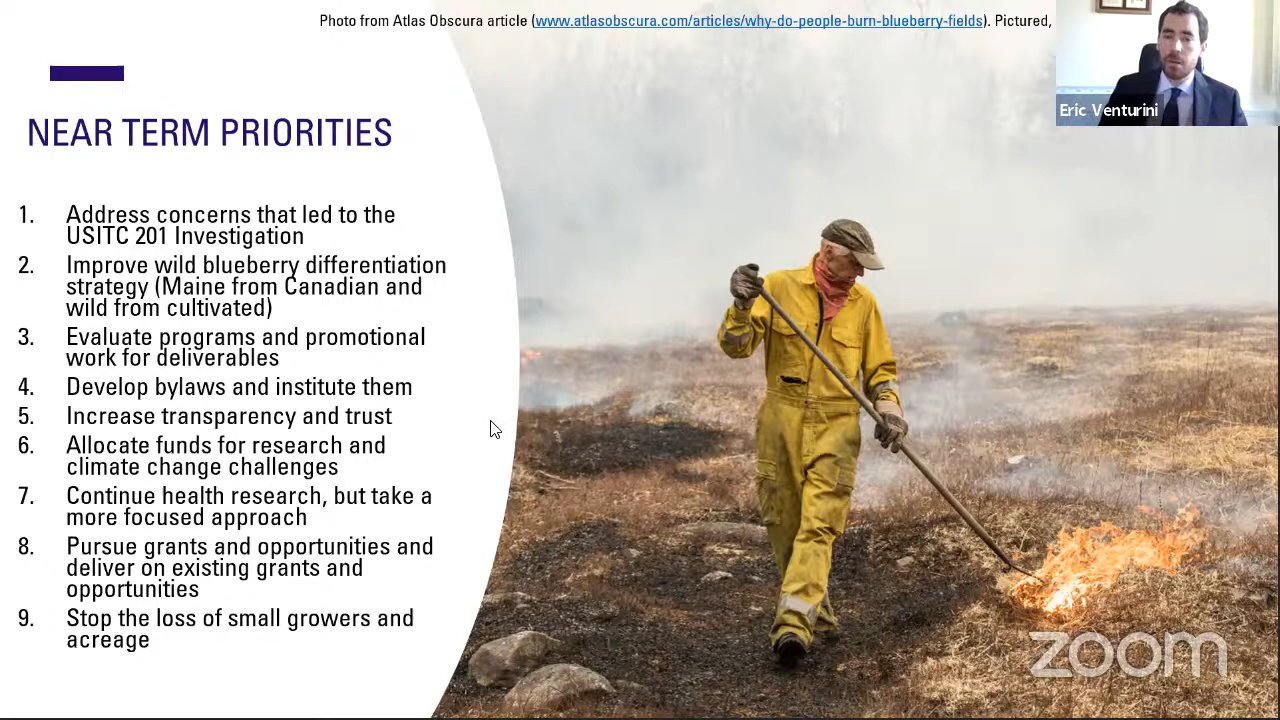 Photo from Atlas Obscura article (www.atlasobscura.com/articles/why-do-people-burn-blueberry-fields). Pictured,
Eric Venturini
NEAR TERM PRIORITIES
1. Address concerns that led to the
USITC 201 Investigation
2. Improve wild blueberry differentiation
strategy (Maine from Canadian and
wild from cultivated)
3. Evaluate programs and promotional
work for deliverables
4. Develop bylaws and institute them
5. Increase transparency and trust
6. Allocate funds for research and
climate change challenges
7. Continue health research, but take a
more focused approach
8. Pursue grants and opportunities and
deliver on existing grants and
opportunities
9. Stop the loss of small growers and
acreage
zoom